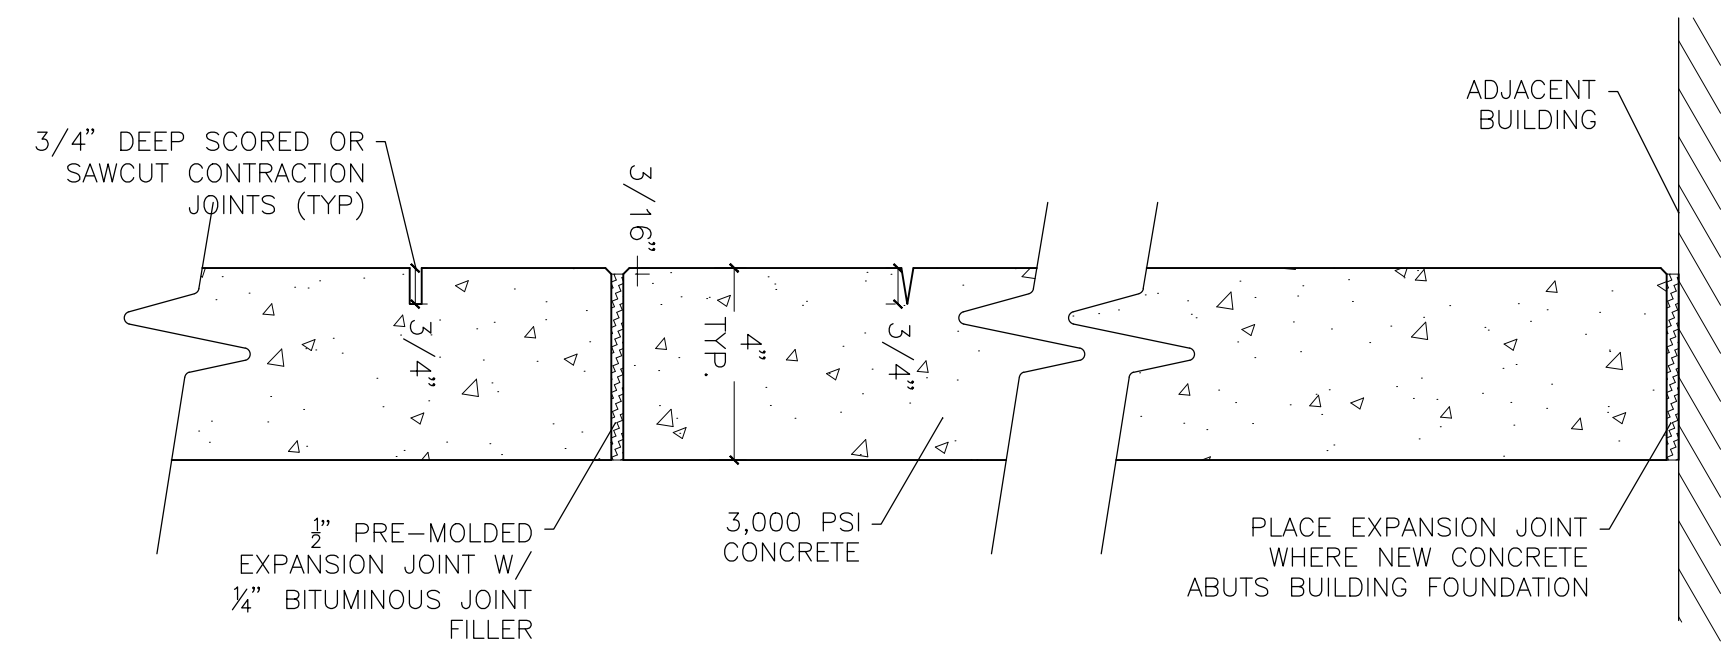 ADJACENT
BUILDING
3/4" DEEP SCORED OR
SAWCUT CONTRACTION
JOINTS (TYP)
3/16"
3/4"
4"
TYP.
3/4"
½" PRE-MOLDED
EXPANSION JOINT W/
¼" BITUMINOUS JOINT
FILLER
3,000 PSI
CONCRETE
PLACE EXPANSION JOINT
WHERE NEW CONCRETE
ABUTS BUILDING FOUNDATION